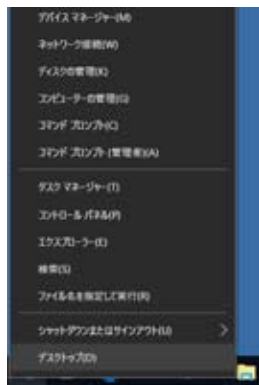 デバイス マネージャー(M)
ネットワーク接続(W)
ディスクの管理(K)
コンピューターの管理(G)
コマンド プロンプト(C)
コマンド プロンプト (管理者)(A)
タスク マネージャー(T)
コントロール パネル(P)
エクスプローラー(E)
検索(S)
ファイル名を指定して実行(R)
シャットダウンまたはサインアウト(U)
デスクトップ(D)